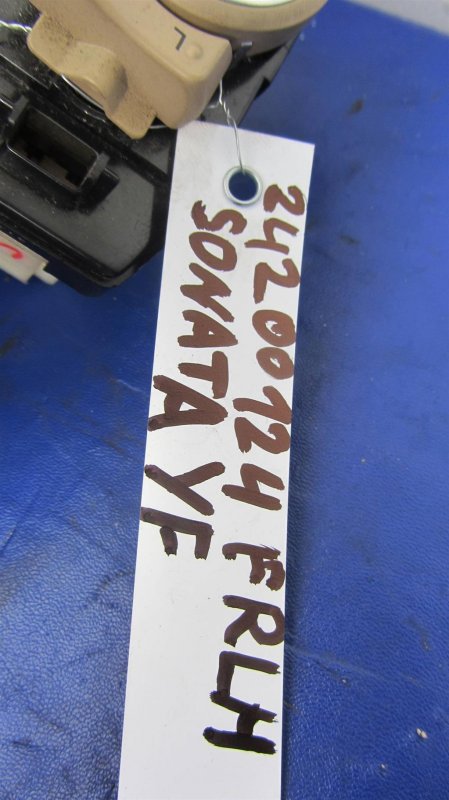 L
24200124 FRLH
SONATA YF